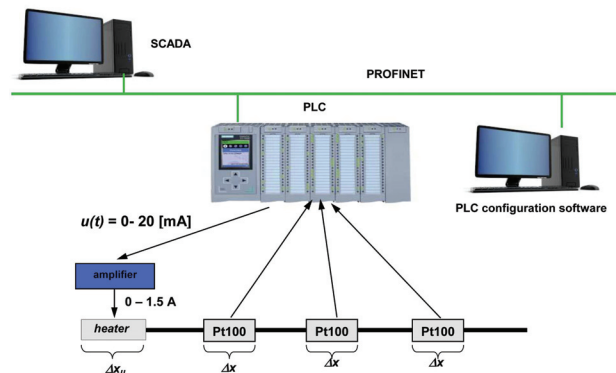 SCADA
PROFINET
PLC
PLC configuration software
u(t) = 0- 20 [mA]
amplifier
0 – 1.5 A
heater
Pt100
Pt100
Pt100
Δxu
Δx
Δx
Δx